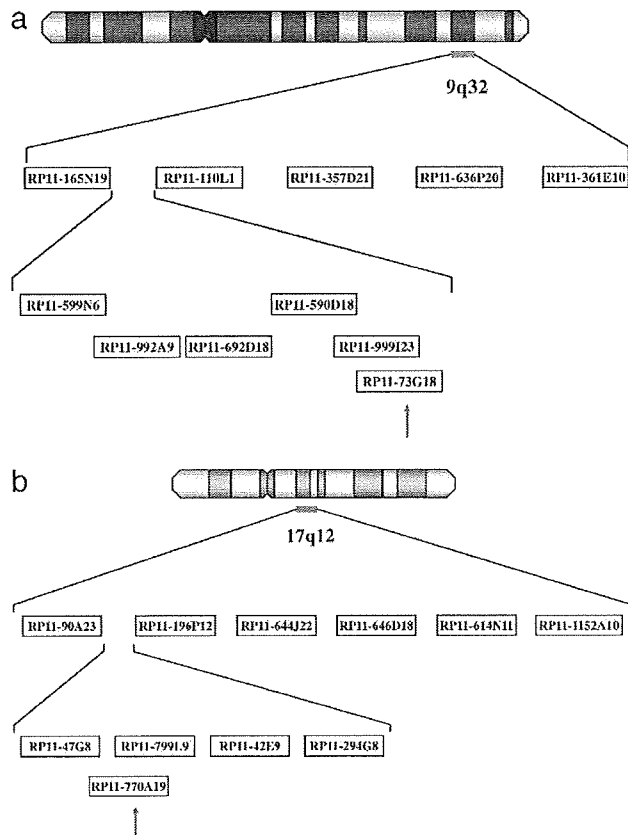 a
9q32
RP11-165N19 RP11-110L1 RP11-357D21 RP11-636P20 RP11-361E10
RP11-590D18
RP11-599N6
RP11-992A9 RP11-692D18 RP11-999I23
RP11-73G18
b
17q12
RP11-90A23 RP11-196P12 RP11-644J22 RP11-646D18 RP11-614N11 RP11-1152A10
RP11-47G8 RP11-799L9 RP11-42E9 RP11-294G8
RP11-770A19